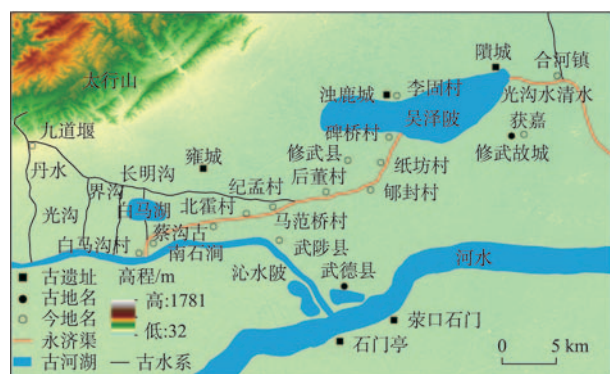 太行山
九道堰
丹水
光沟
界沟
长明沟
白马湖
白马沟村
蔡沟古
南石涧
北霍村
纪孟村
马范桥村
武陟县
雍城
修武县
后董村
碑桥村
纸坊村
郇封村
浊鹿城
李固村
吴泽陂
隤城
合河镇
光沟水清水
获嘉
修武故城
沁水陂
武德县
河水
荥口石门
石门亭
古遗址
古地名
今地名
永济渠
古河湖
古水系
高程/m
高:1781
低:32
0 5 km